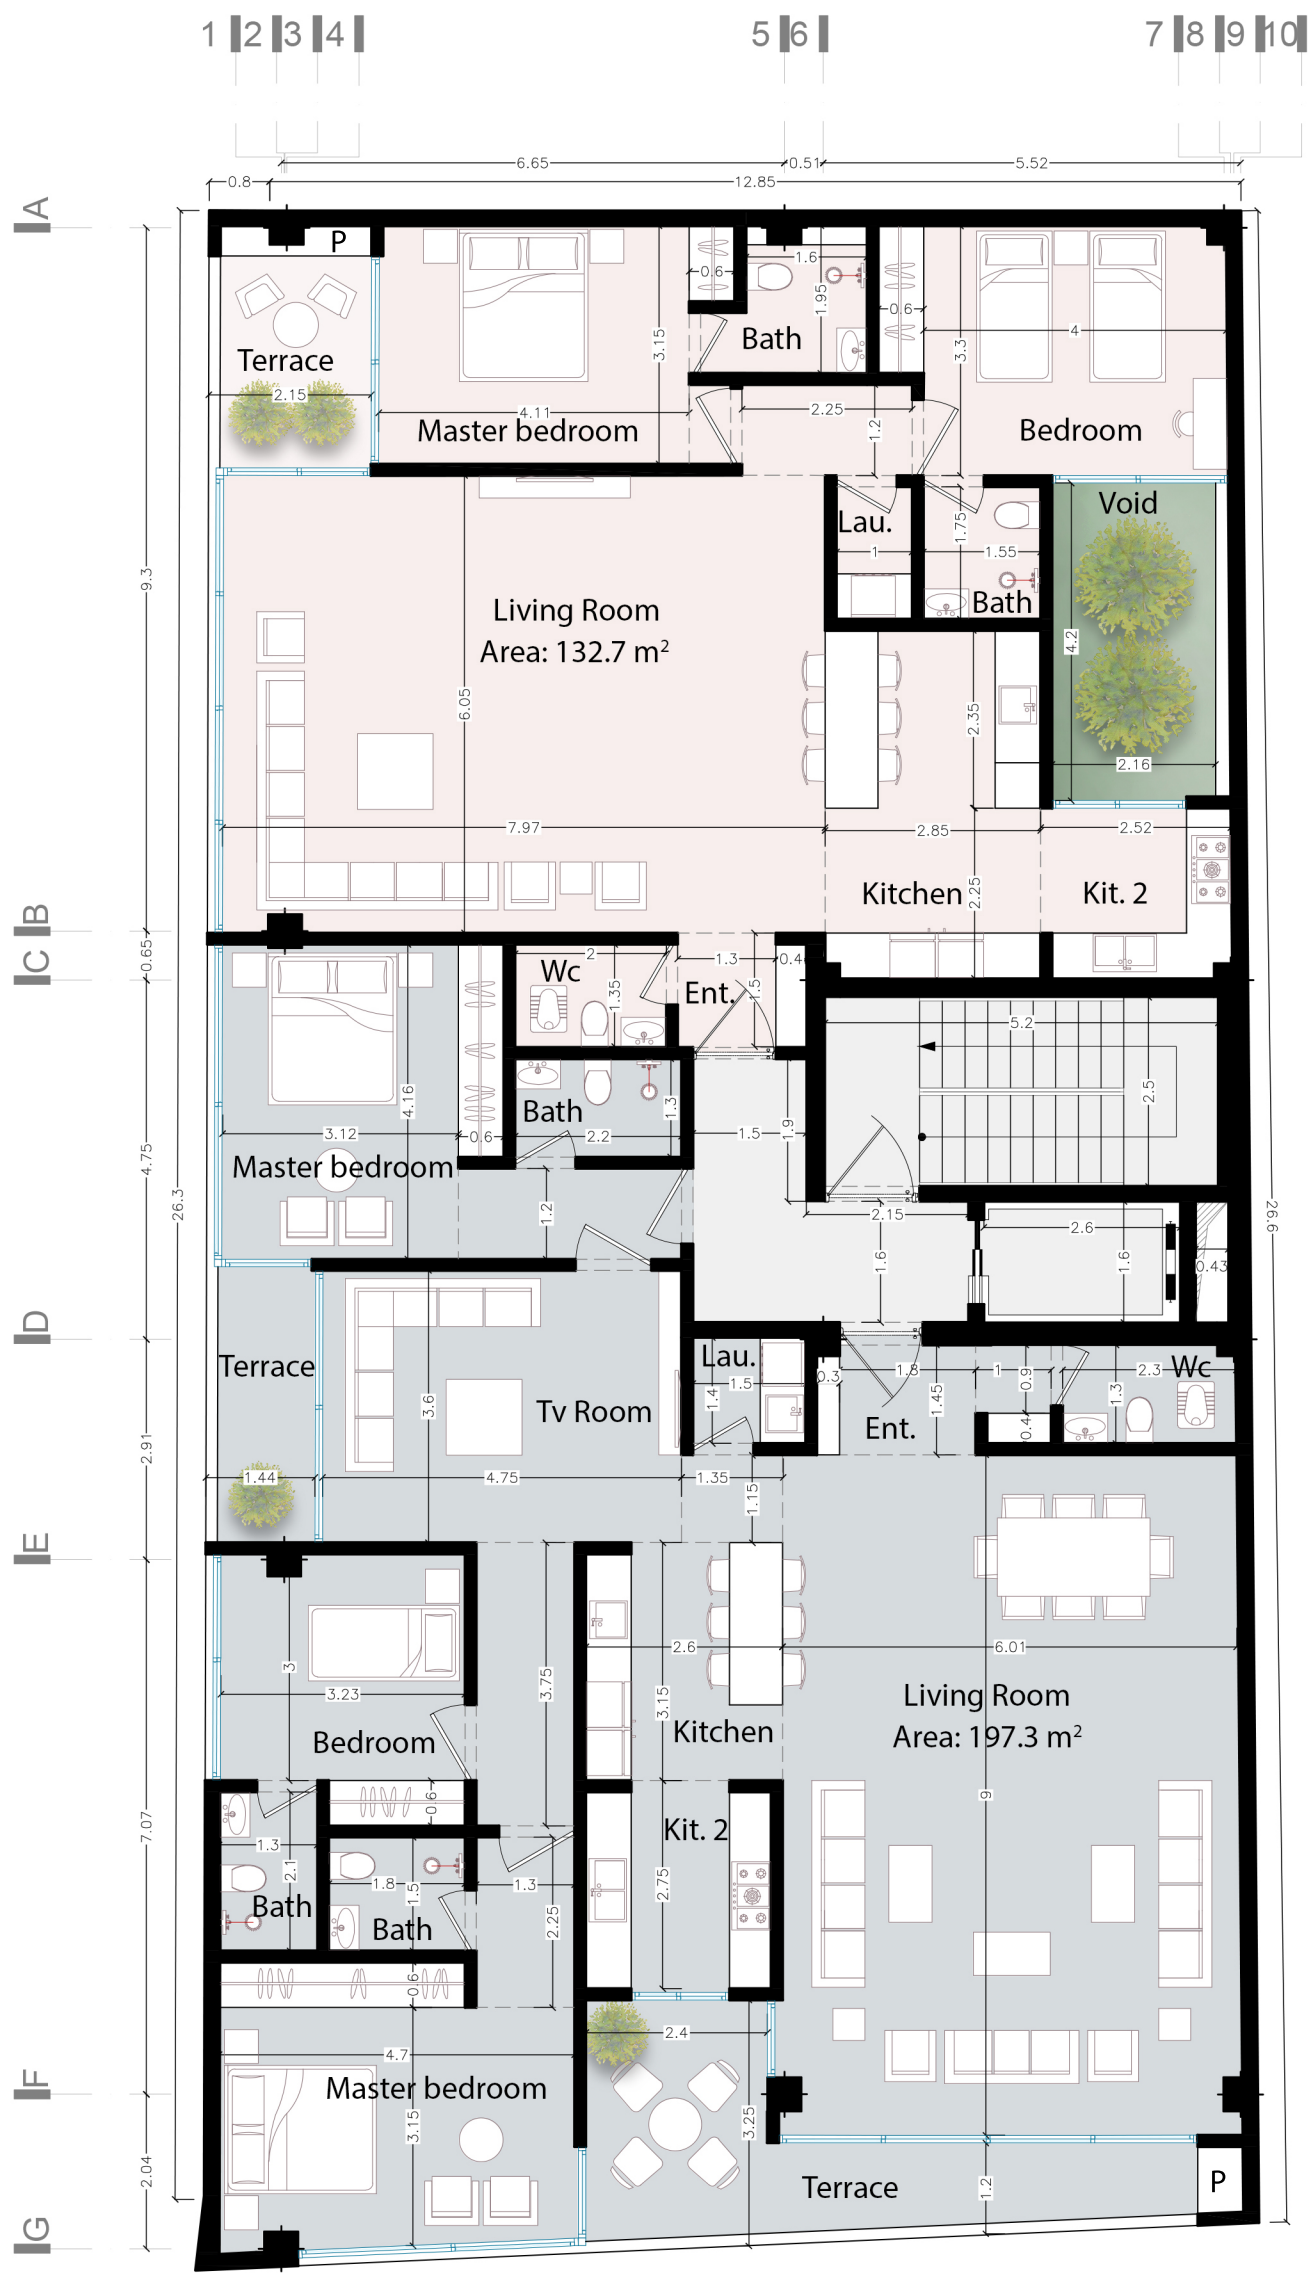 1 2 3 4 5 6 7 8 9 10
6.65 0.51 5.52
0.8 12.85
A
P
0.6 1.6
1.95
0.6
4
3.15
3.3
Bath
Terrace
2.15
4.11
2.25
1.2
Master bedroom
Bedroom
Void
Lau.
1.75
1
1.55
Bath
9.3
Living Room
Area: 132.7 m²
4.2
6.05
2.35
2.16
7.97
2.85
2.52
Kitchen
2.25
Kit. 2
B
C
0.65
2
Wc
1.35
1.3
0.4
Ent.
1.5
5.2
2.5
4.16
Bath
1.3
3.12
0.6
2.2
1.5
1.9
Master bedroom
4.75
26.3
1.2
2.15
2.6
1.6
1.6
0.43
26.6
D
Terrace
Lau.
1.5
1.4
0.3
1.8
1
0.9
2.3
Wc
1.3
1.45
0.4
Ent.
3.6
Tv Room
2.91
1.44
4.75
1.35
1.15
E
3
3.23
3.75
2.6
6.01
3.15
Living Room
Area: 197.3 m²
Kitchen
Bedroom
9
0.6
7.07
1.3
2.1
Bath
1.8
1.5
Bath
1.3
2.25
Kit. 2
2.75
0.6
2.4
4.7
Master bedroom
3.15
3.25
F
2.04
Terrace
1.2
P
G